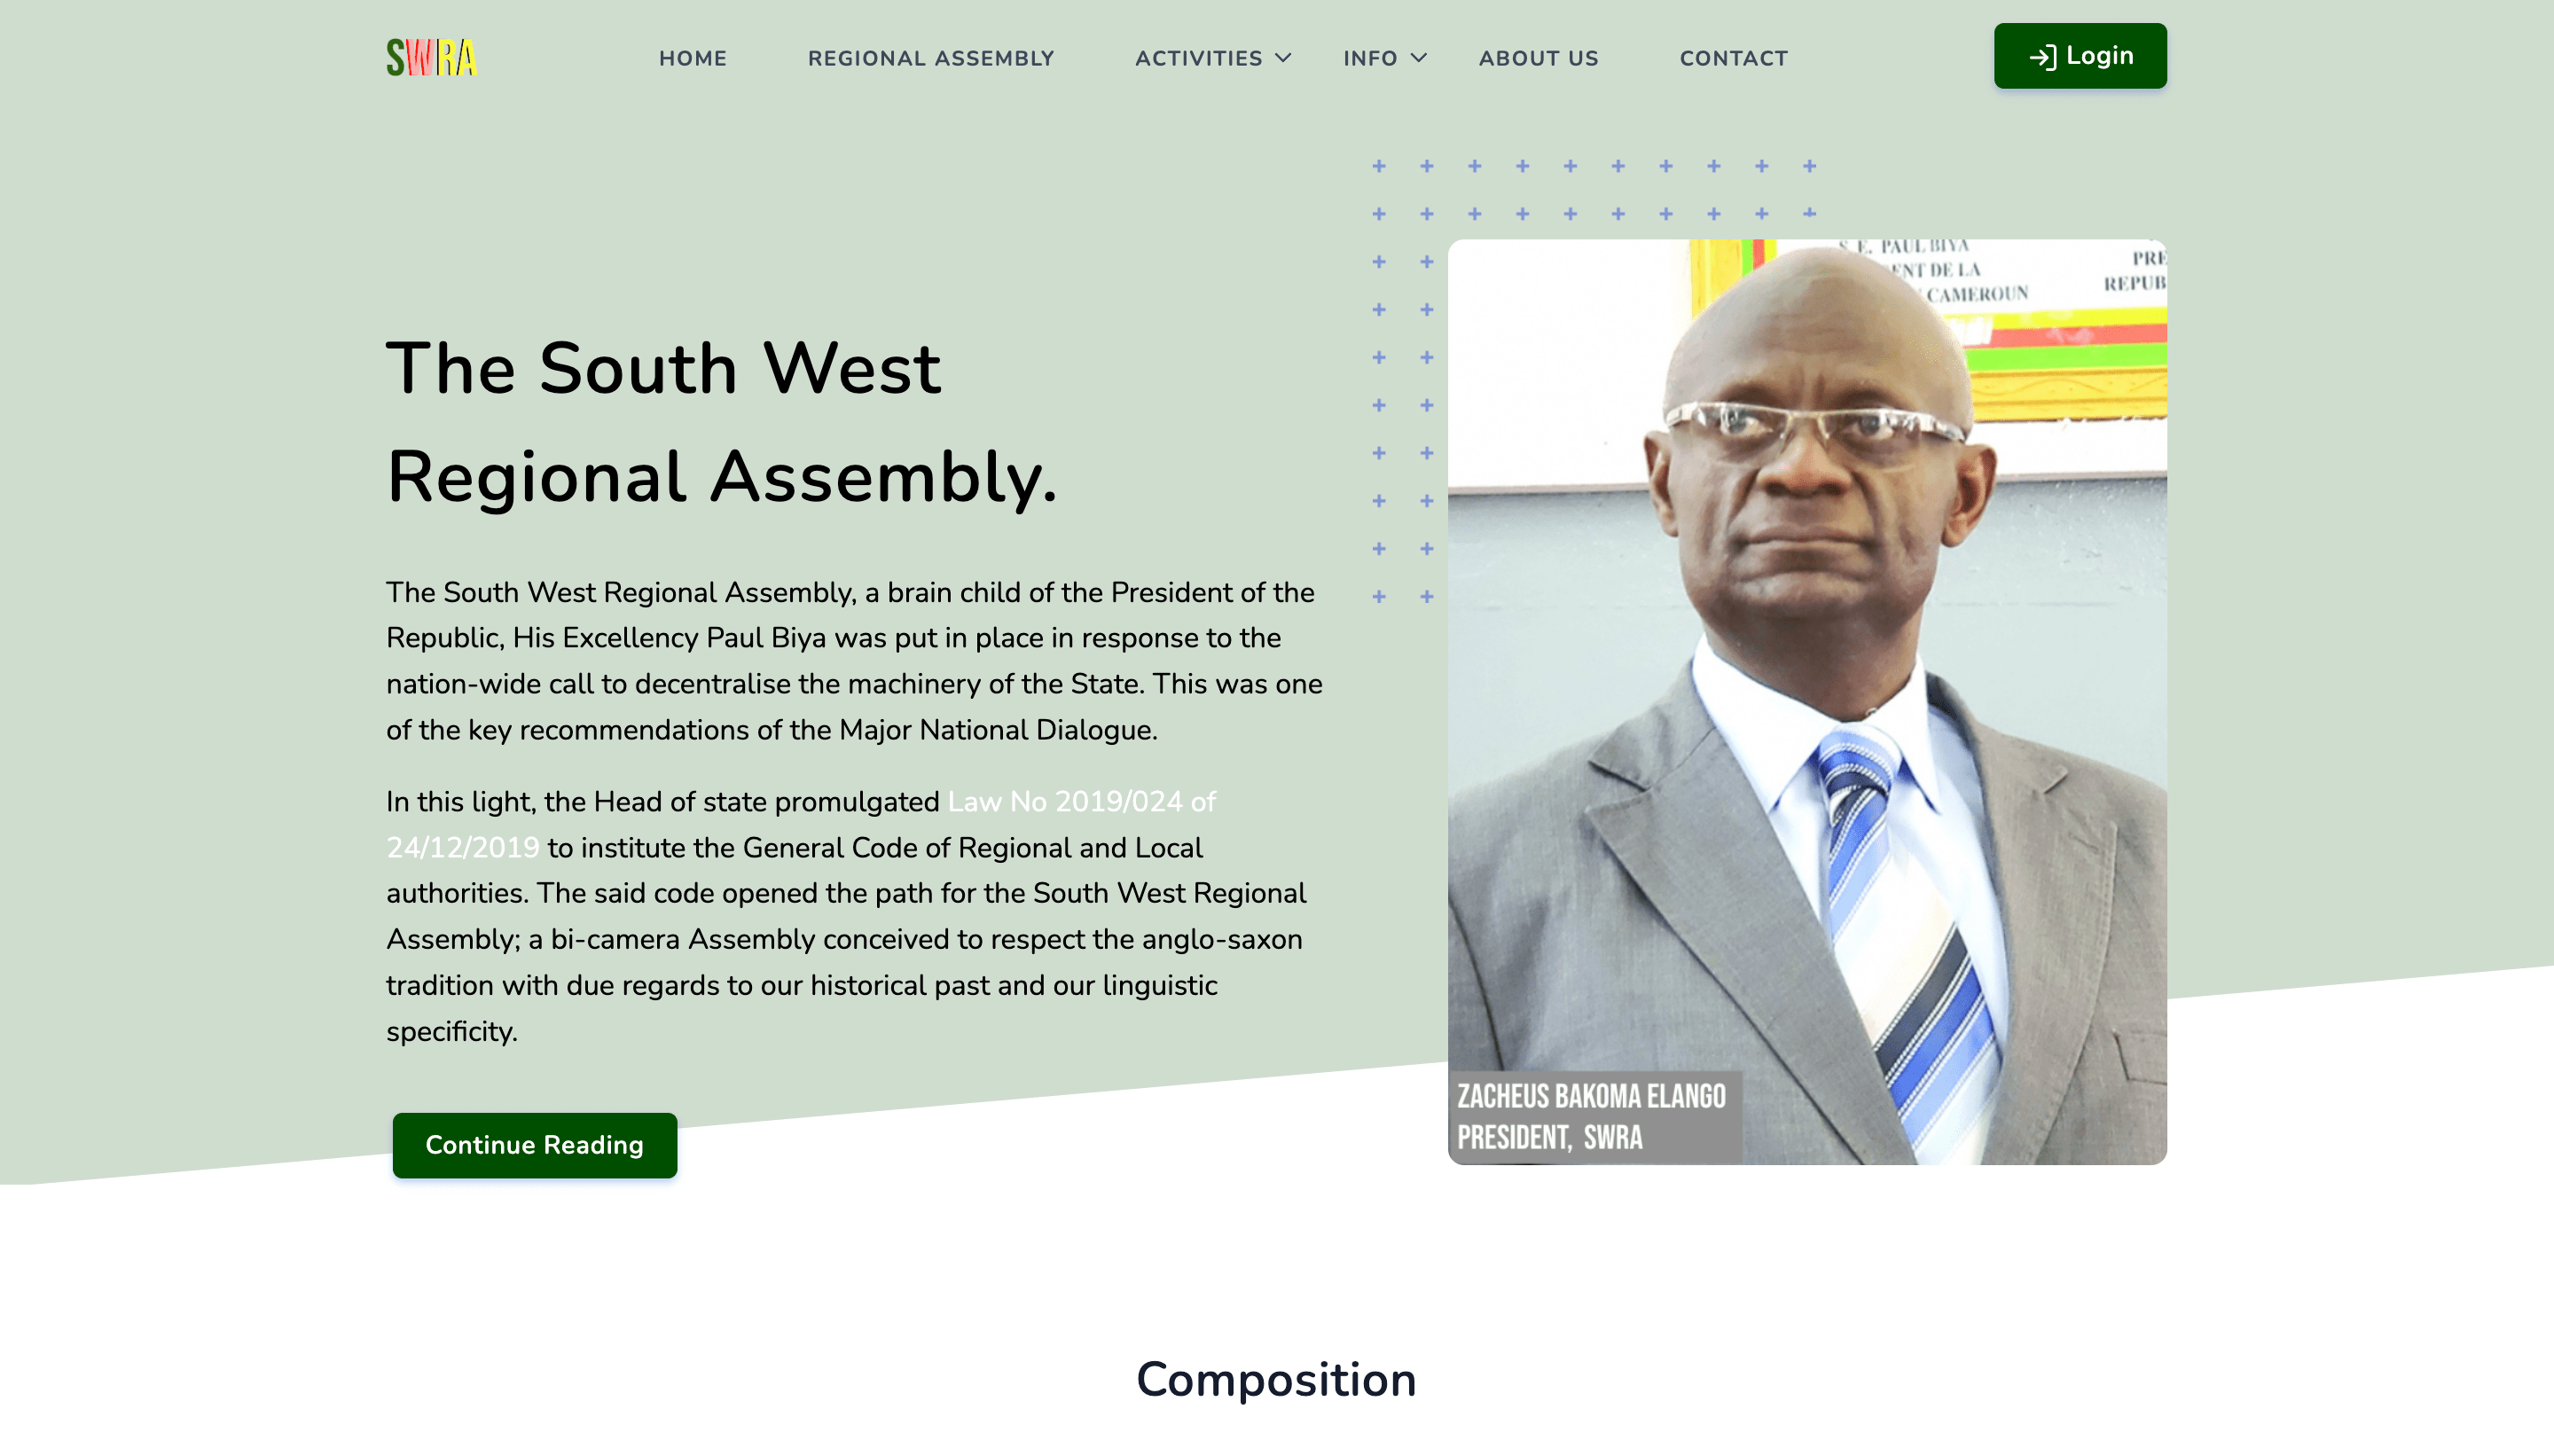 SWRA
HOME
REGIONAL ASSEMBLY
ACTIVITIES
INFO
ABOUT US
CONTACT
Login
The South West
Regional Assembly.
The South West Regional Assembly, a brain child of the President of the
Republic, His Excellency Paul Biya was put in place in response to the
nation-wide call to decentralise the machinery of the State. This was one
of the key recommendations of the Major National Dialogue.
In this light, the Head of state promulgated Law No 2019/024 of
24/12/2019 to institute the General Code of Regional and Local
authorities. The said code opened the path for the South West Regional
Assembly; a bi-camera Assembly conceived to respect the anglo-saxon
tradition with due regards to our historical past and our linguistic
specificity.
Continue Reading
S. E. PAUL BIYA
DE LA
CAMEROUN
ZACHEUS BAKOMA ELANGO
PRESIDENT, SWRA
Composition